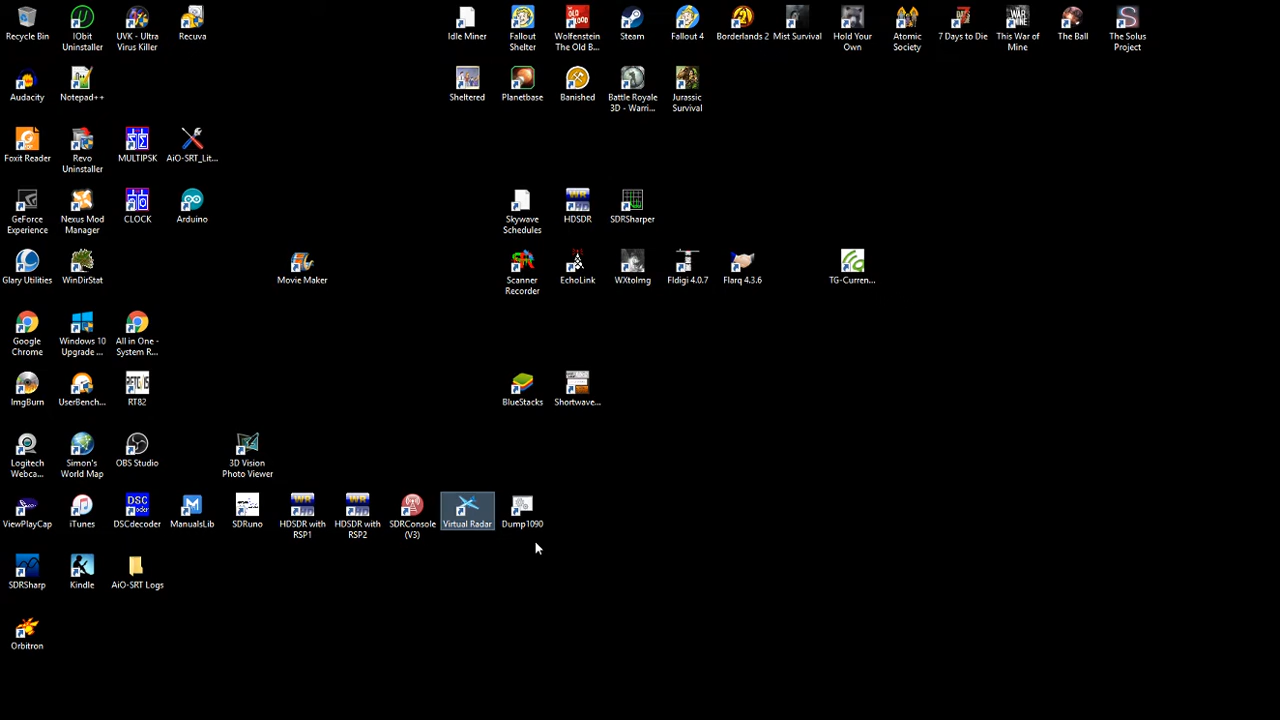 Recycle Bin
IObit
Uninstaller
UVK - Ultra
Virus Killer
Recuva
Idle Miner
Fallout
Shelter
Wolfenstein
The Old B...
Steam
Fallout 4
Borderlands 2
Mist Survival
Hold Your
Own
Atomic
Society
7 Days to Die
This War of
Mine
The Ball
The Solus
Project
Audacity
Notepad++
Sheltered
Planetbase
Banished
Battle Royale
3D - Warri...
Jurassic
Survival
Foxit Reader
Revo
Uninstaller
MULTIPSK
AiO-SRT_Lit...
GeForce
Experience
Nexus Mod
Manager
CLOCK
Arduino
Skywave
Schedules
HDSDR
SDRSharper
Glary Utilities
WinDirStat
Movie Maker
Scanner
Recorder
EchoLink
WXtoImg
Fldigi 4.0.7
Flarq 4.3.6
TG-Curren...
Google
Chrome
Windows 10
Upgrade ...
All in One -
System R...
ImgBurn
UserBench...
RT82
BlueStacks
Shortwave...
Logitech
Webca...
Simon's
World Map
OBS Studio
3D Vision
Photo Viewer
ViewPlayCap
iTunes
DSCdecoder
ManualsLib
SDRuno
HDSDR with
RSP1
HDSDR with
RSP2
SDRConsole
(V3)
Virtual Radar
Dump1090
SDRSharp
Kindle
AiO-SRT Logs
Orbitron